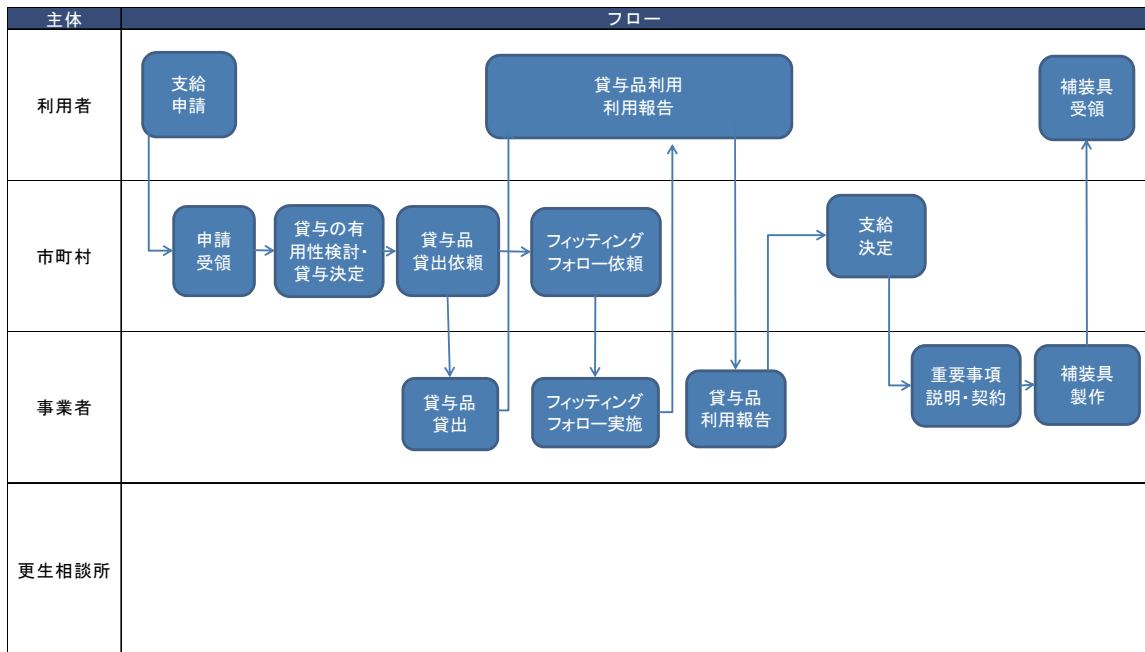 主体
フロー
利用者
支給
申請
貸与品利用
利用報告
補装具
受領
市町村
申請
受領
貸与の有
用性検討・
貸与決定
貸与品
貸出依頼
フィッティング
フォロー依頼
支給
決定
事業者
貸与品
貸出
フィッティング
フォロー実施
貸与品
利用報告
重要事項
説明・契約
補装具
製作
更生相談所